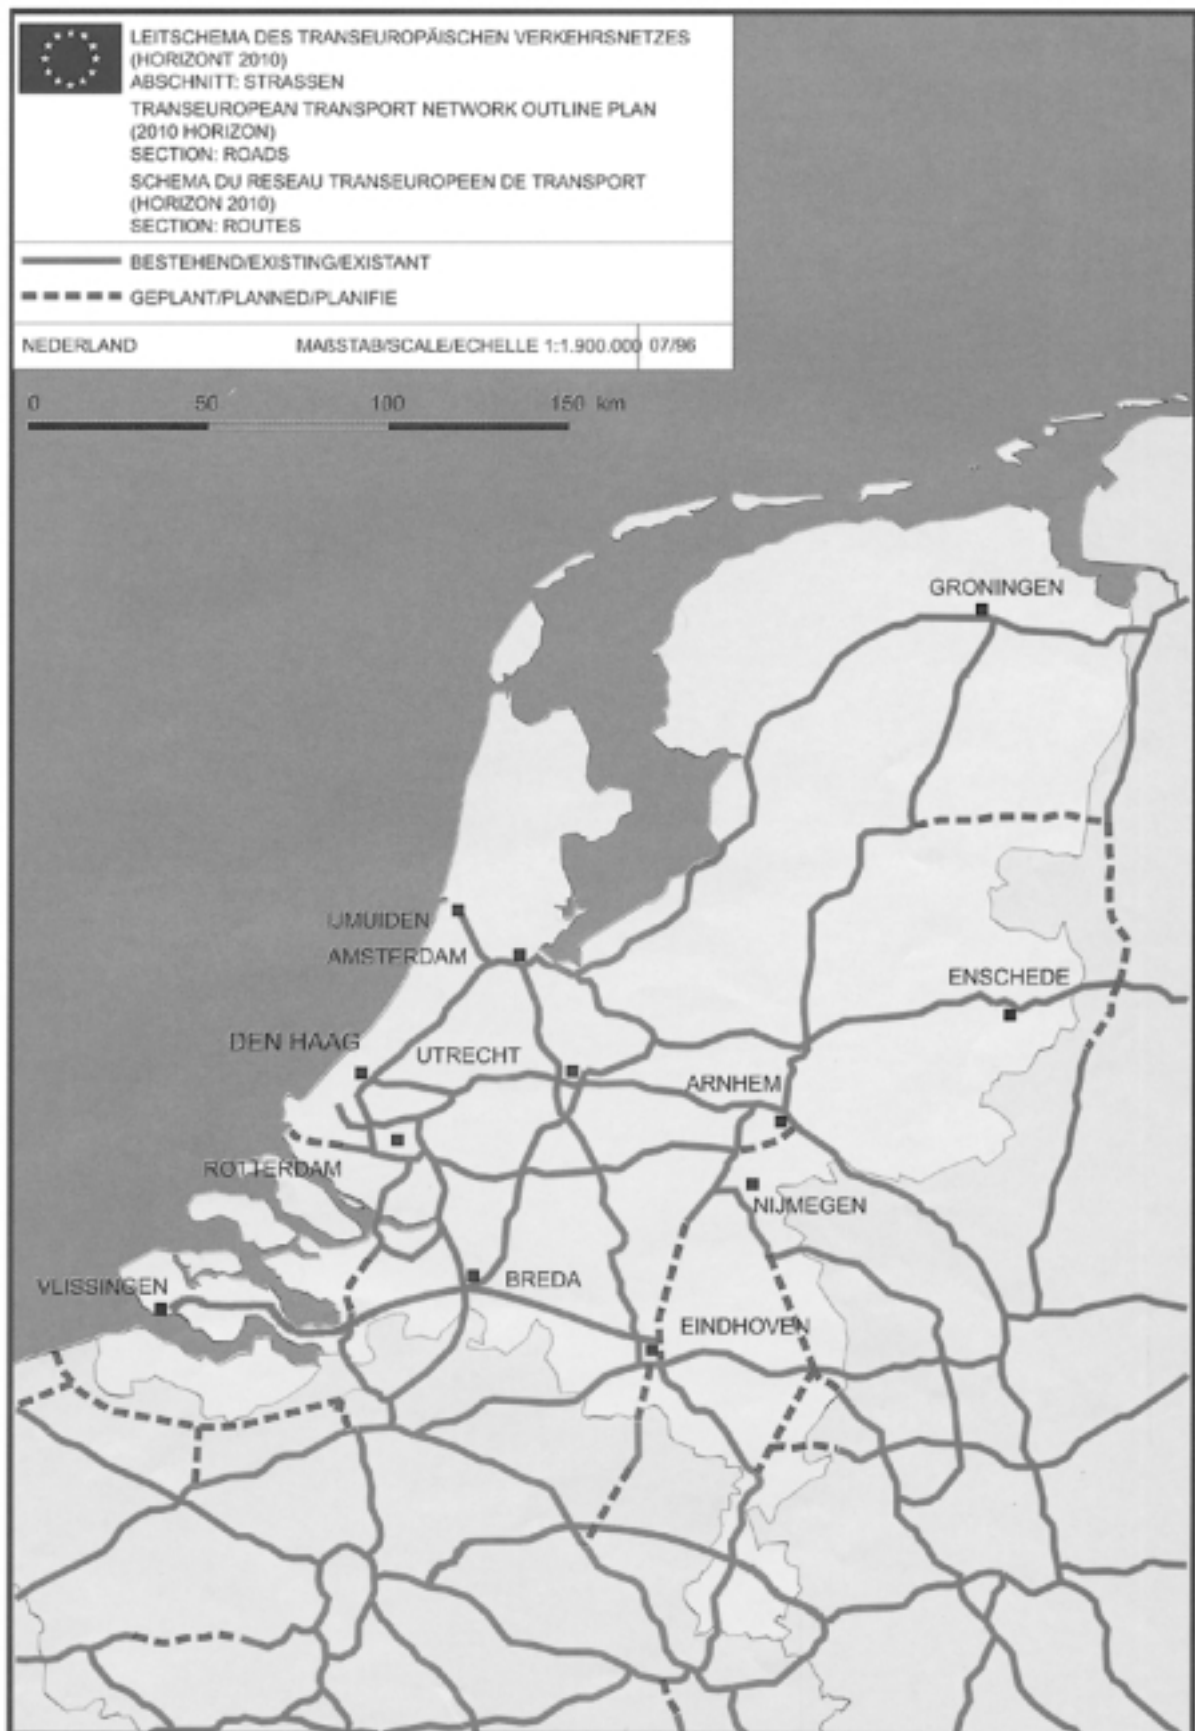 LEITSCHEMA DES TRANSEUROPÄISCHEN VERKEHRSNETZES
(HORIZONT 2010)
ABSCHNITT: STRASSEN
TRANSEUROPEAN TRANSPORT NETWORK OUTLINE PLAN
(2010 HORIZON)
SECTION: ROADS
SCHEMA DU RESEAU TRANSEUROPEEN DE TRANSPORT
(HORIZON 2010)
SECTION: ROUTES
BESTEHEND/EXISTING/EXISTANT
GEPLANT/PLANNED/PLANIFIE
NEDERLAND MAßSTAB/SCALE/ECHELLE 1:1.900.000 07/96
0 50 100 150 km
GRONINGEN
IJMUIDEN
AMSTERDAM
ENSCHEDE
DEN HAAG
UTRECHT
ARNHEM
ROTTERDAM
NIJMEGEN
VLISSINGEN
BREDA
EINDHOVEN